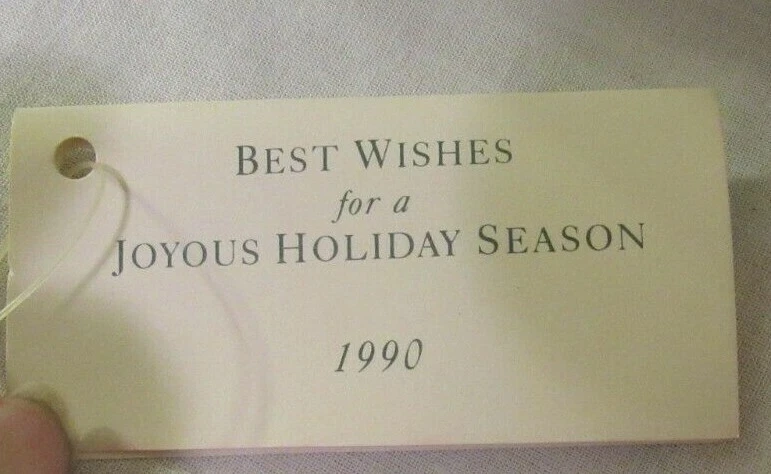 BEST WISHES
for a
JOYOUS HOLIDAY SEASON
1990